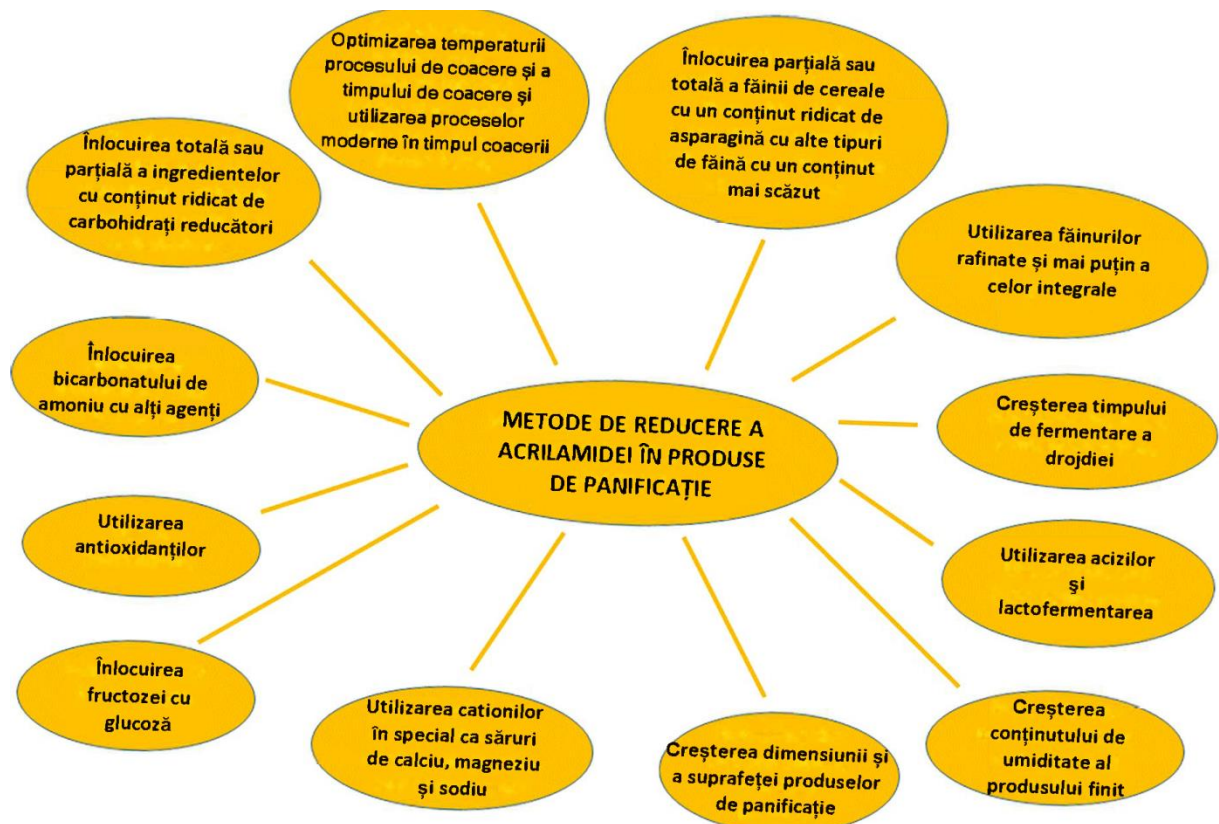 Optimizarea temperaturii
procesului de coacere și a
timpului de coacere și
utilizarea proceselor
moderne în timpul coacerii
Înlocuirea parțială sau
totală a făinii de cereale
cu un conținut ridicat de
asparagină cu alte tipuri
de făină cu un conținut
mai scăzut
Înlocuirea totală sau
parțială a ingredientelor
cu conținut ridicat de
carbohidrați reducători
Utilizarea făinurilor
rafinate și mai puțin a
celor integrale
Înlocuirea
bicarbonatului de
amoniu cu alți agenți
METODE DE REDUCERE A
ACRILAMIDEI ÎN PRODUSE
DE PANIFICAȚIE
Creșterea timpului
de fermentare a
drojdiei
Utilizarea
antioxidanților
Utilizarea acizilor
și
lactofermentarea
Înlocuirea
fructozei cu
glucoză
Utilizarea cationilor
în special ca săruri
de calciu, magneziu
și sodiu
Creșterea dimensiunii și
a suprafeței produselor
de panificație
Creșterea
conținutului de
umiditate al
produsului finit